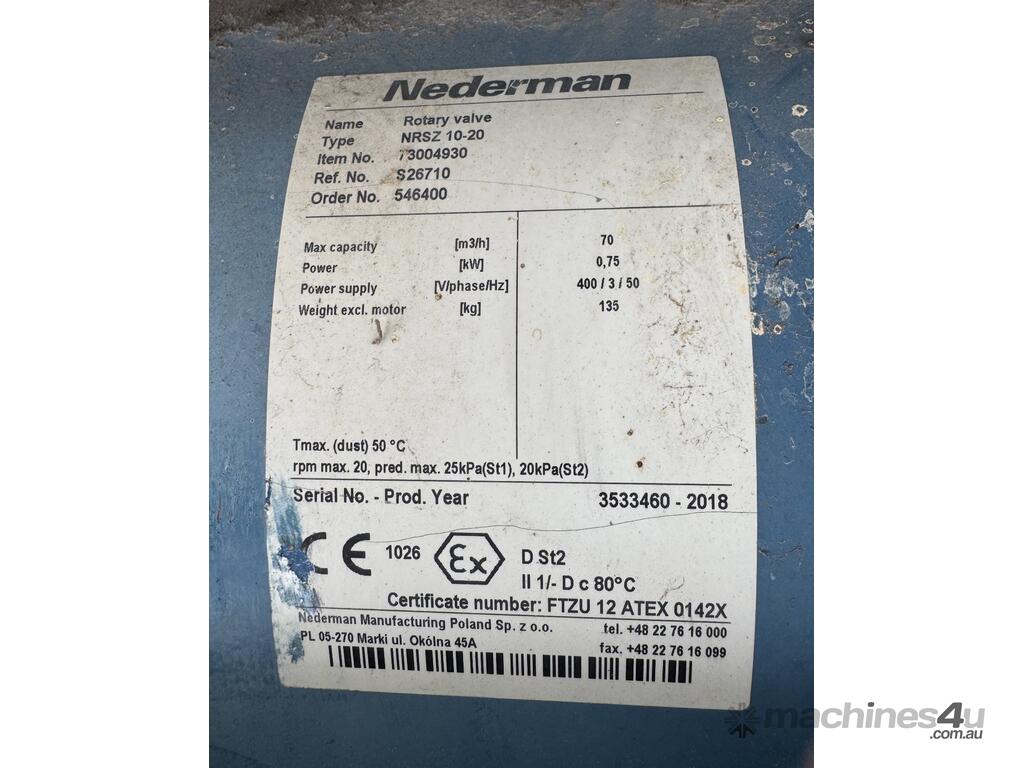 Nederman
Name Rotary valve
Type NRSZ 10-20
Item No. 73004930
Ref. No. S26710
Order No. 546400
Max capacity [m3/h] 70
Power [kW] 0,75
Power supply [V/phase/Hz] 400 / 3 / 50
Weight excl. motor [kg] 135
Tmax. (dust) 50 °C
rpm max. 20, pred. max. 25kPa(St1), 20kPa(St2)
Serial No. - Prod. Year 3533460 - 2018
CE 1026 Ex D St2
II 1/- D c 80°C
Certificate number: FTZU 12 ATEX 0142X
Nederman Manufacturing Poland Sp. z o.o. tel. +48 22 76 16 000
PL 05-270 Marki ul. Okólna 45A fax. +48 22 76 16 099
machines4u
.com.au